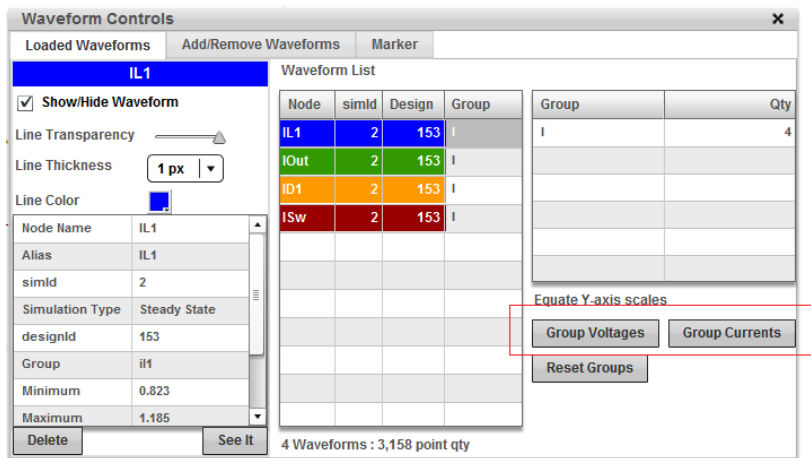 Waveform Controls
Loaded Waveforms Add/Remove Waveforms Marker
IL1
Show/Hide Waveform
Line Transparency
Line Thickness 1 px
Line Color
Node Name IL1
Alias IL1
simId 2
Simulation Type Steady State
designId 153
Group il1
Minimum 0.823
Maximum 1.185
Delete See It
Waveform List
Node simId Design Group
IL1 2 153 I
IOut 2 153 I
ID1 2 153 I
ISw 2 153 I
4 Waveforms : 3,158 point qty
Group Qty
I 4
Equate Y-axis scales
Group Voltages Group Currents
Reset Groups